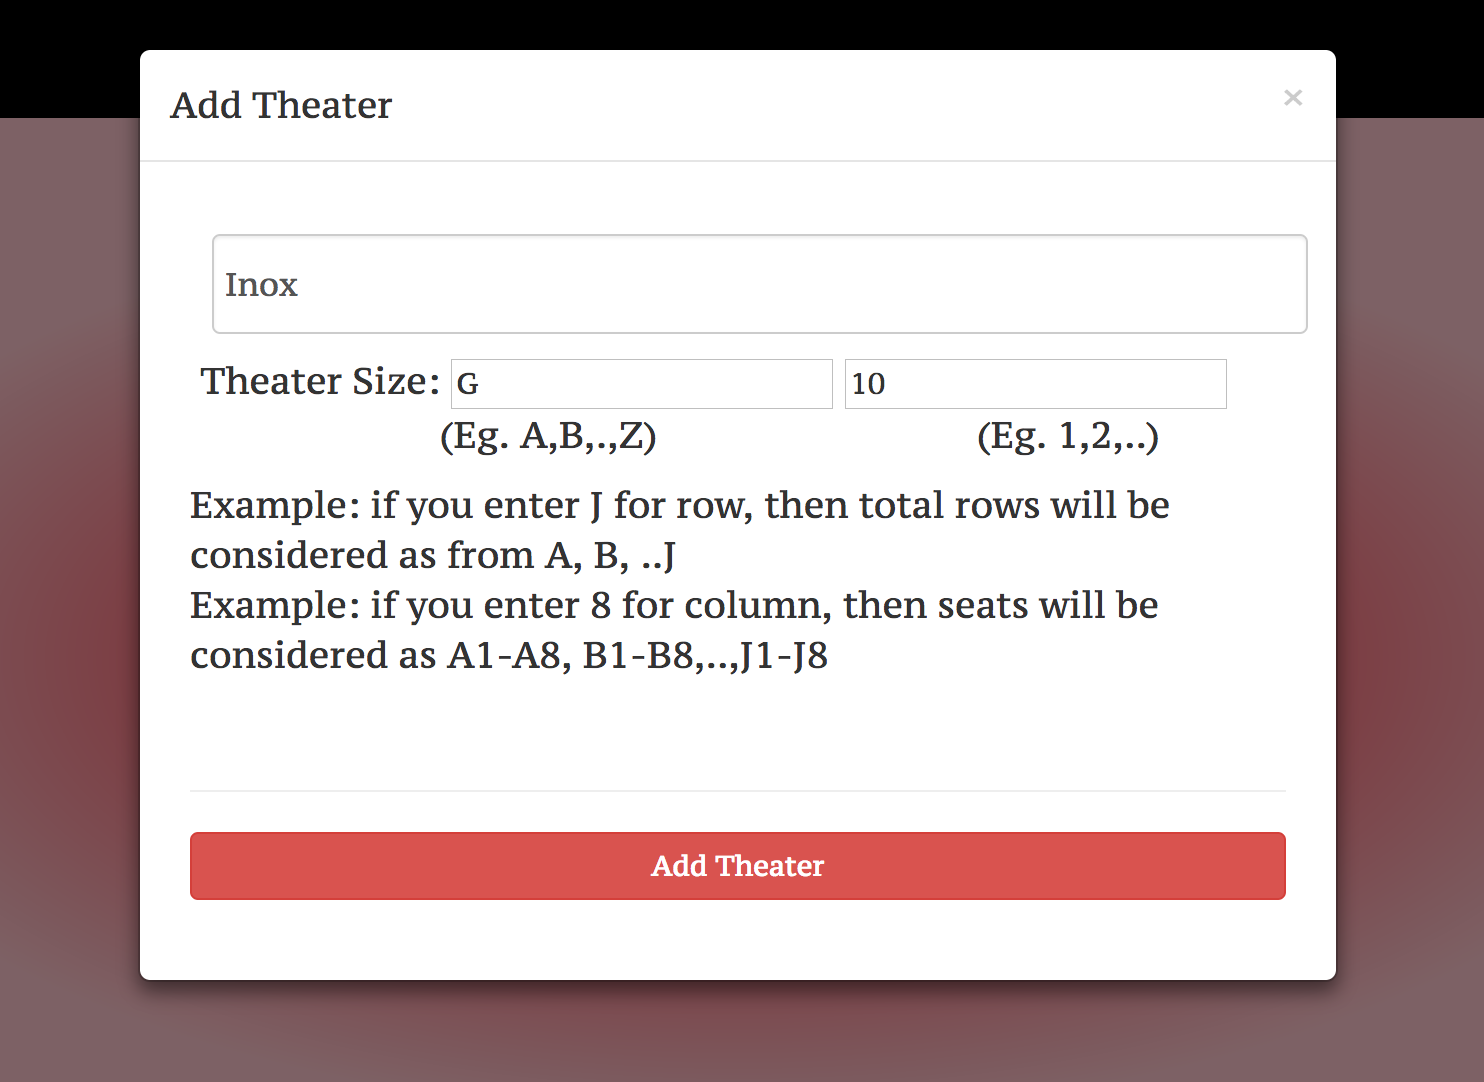 Add Theater ×
Inox
Theater Size: G 10
(Eg. A,B,.,Z) (Eg. 1,2,..)
Example: if you enter J for row, then total rows will be
considered as from A, B, ..J
Example: if you enter 8 for column, then seats will be
considered as A1-A8, B1-B8,..,J1-J8
Add Theater